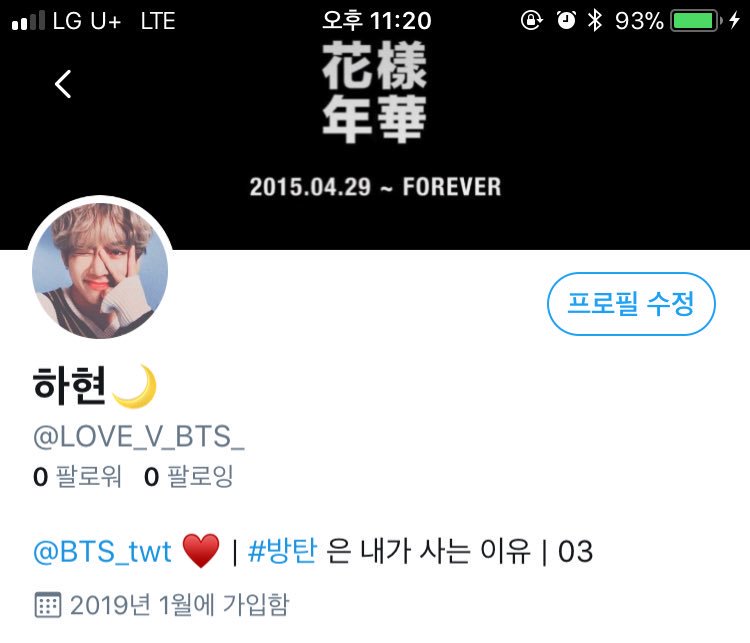 LG U+ LTE 오후 11:20 93%
花樣
年華
2015.04.29 ~ FOREVER
프로필 수정
하현🌙
@LOVE_V_BTS_
0 팔로워 0 팔로잉
@BTS_twt ♥️ | #방탄 은 내가 사는 이유 | 03
2019년 1월에 가입함